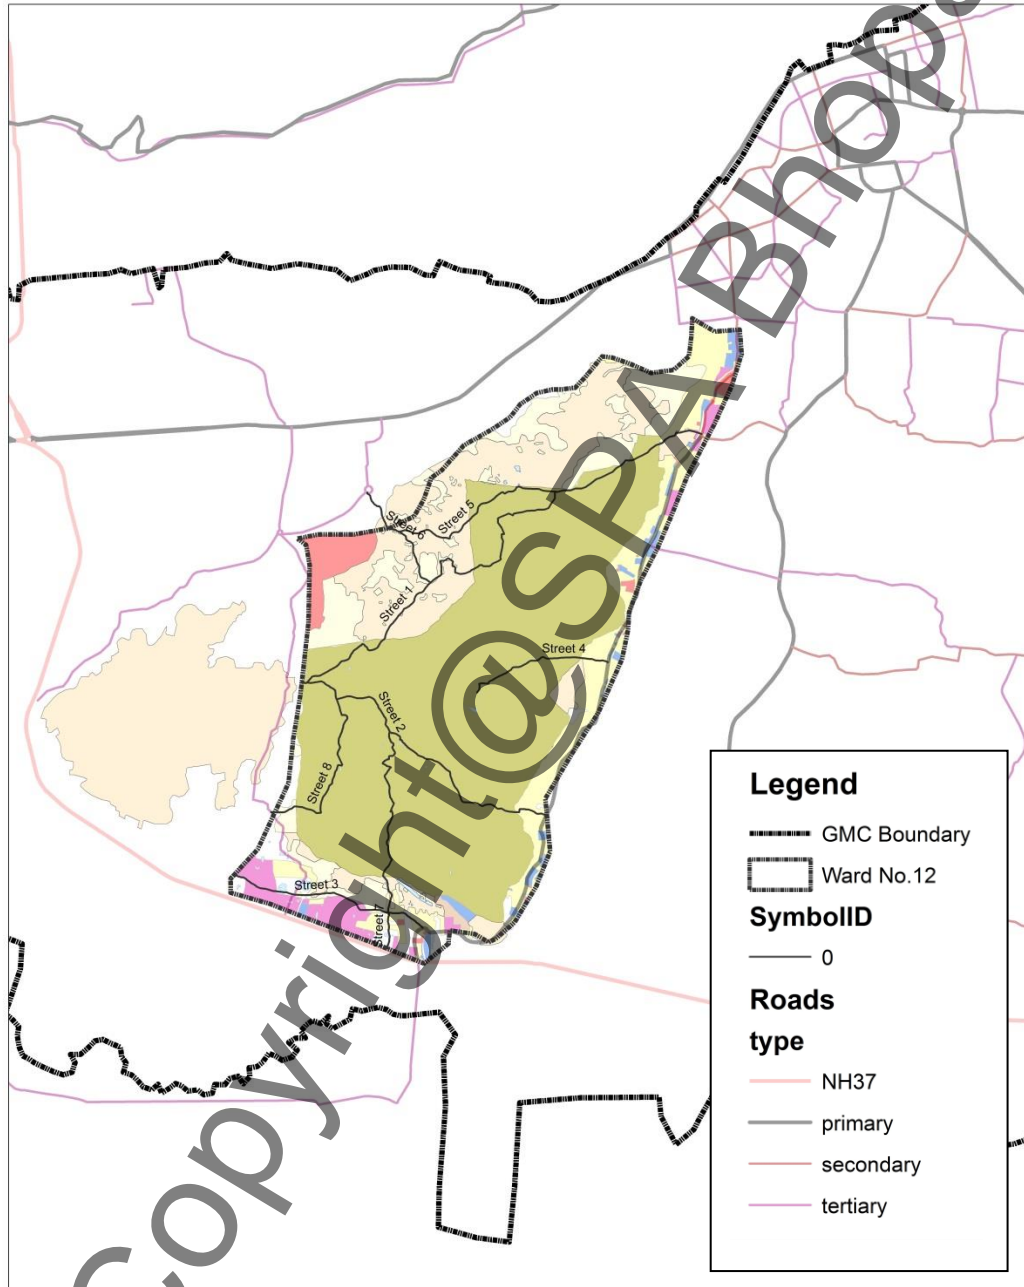 Street 6
Street 5
Street 1
Street 4
Street 2
Street 8
Street 3
Street 7
Legend
GMC Boundary
Ward No.12
SymbolID
0
Roads
type
NH37
primary
secondary
tertiary
Copyright@SPA Bhopa